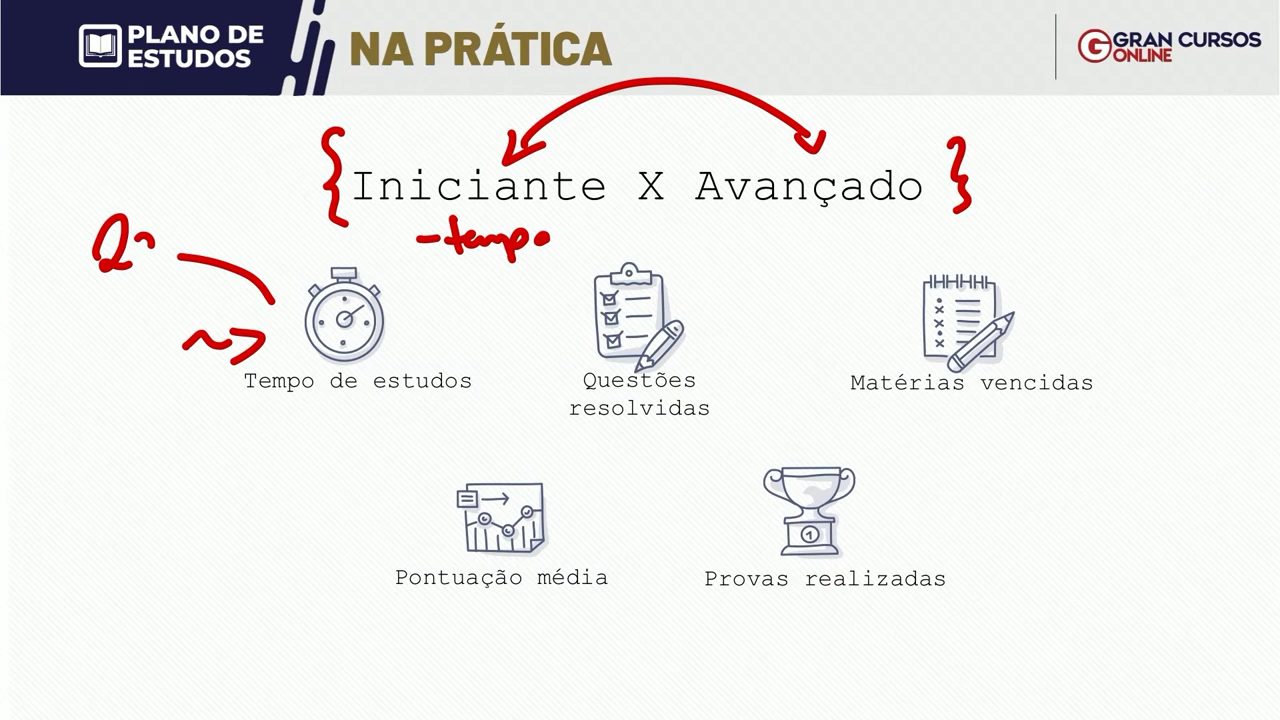 PLANO DE
ESTUDOS
NA PRÁTICA
GRAN CURSOS
ONLINE
Iniciante X Avançado
-tempo
Tempo de estudos
Questões
resolvidas
Matérias vencidas
1
Pontuação média
Provas realizadas